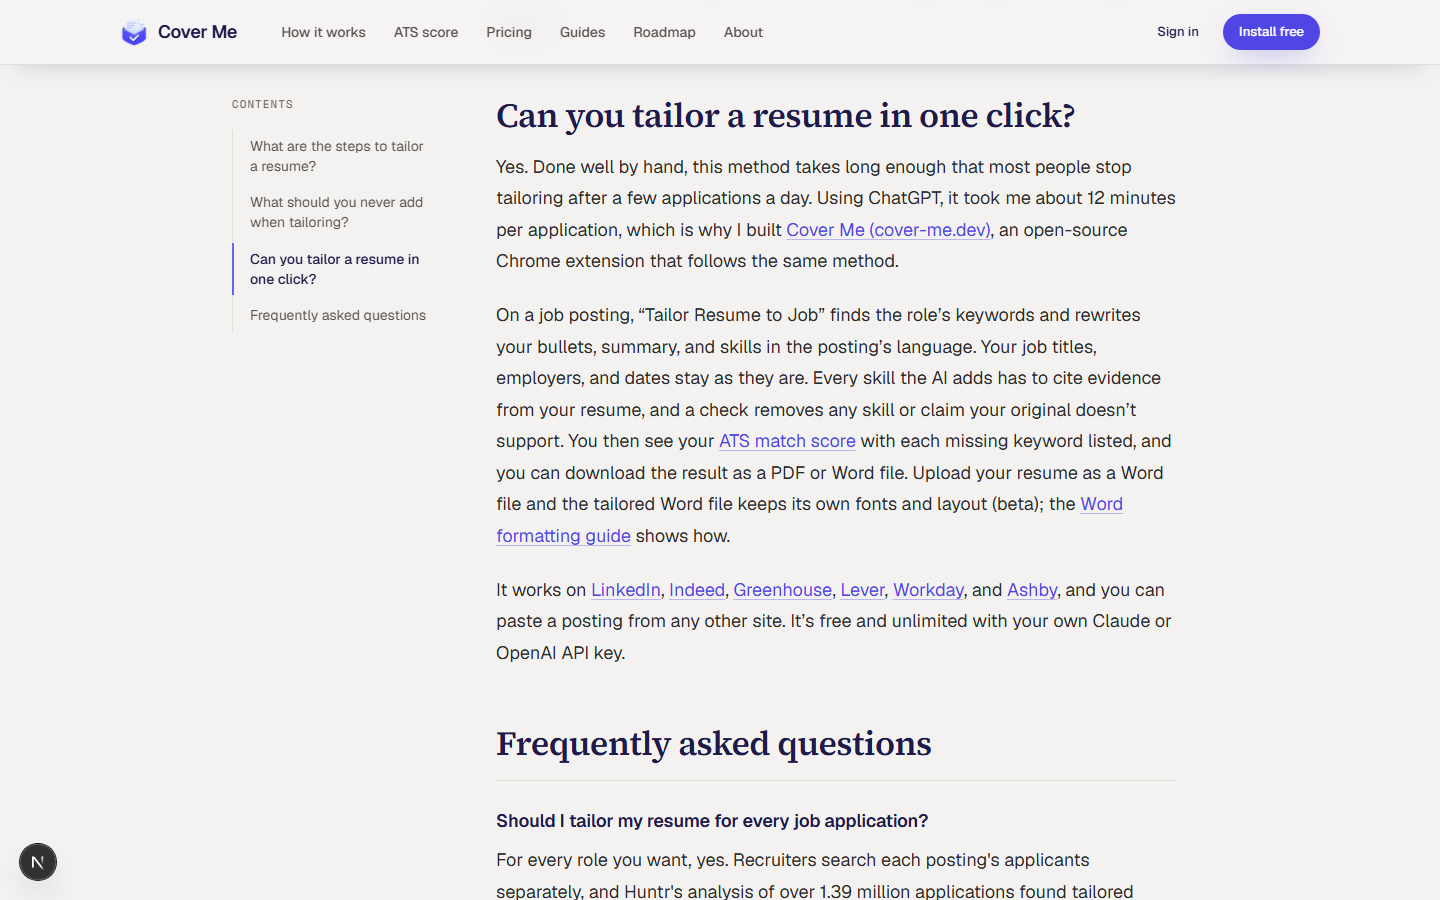 Cover Me
How it works
ATS score
Pricing
Guides
Roadmap
About
Sign in
Install free
CONTENTS
What are the steps to tailor
a resume?
What should you never add
when tailoring?
Can you tailor a resume in
one click?
Frequently asked questions
Can you tailor a resume in one click?
Yes. Done well by hand, this method takes long enough that most people stop
tailoring after a few applications a day. Using ChatGPT, it took me about 12 minutes
per application, which is why I built Cover Me (cover-me.dev), an open-source
Chrome extension that follows the same method.
On a job posting, “Tailor Resume to Job” finds the role’s keywords and rewrites
your bullets, summary, and skills in the posting’s language. Your job titles,
employers, and dates stay as they are. Every skill the AI adds has to cite evidence
from your resume, and a check removes any skill or claim your original doesn’t
support. You then see your ATS match score with each missing keyword listed, and
you can download the result as a PDF or Word file. Upload your resume as a Word
file and the tailored Word file keeps its own fonts and layout (beta); the Word
formatting guide shows how.
It works on LinkedIn, Indeed, Greenhouse, Lever, Workday, and Ashby, and you can
paste a posting from any other site. It’s free and unlimited with your own Claude or
OpenAI API key.
Frequently asked questions
Should I tailor my resume for every job application?
For every role you want, yes. Recruiters search each posting's applicants
separately, and Huntr's analysis of over 1.39 million applications found tailored
N